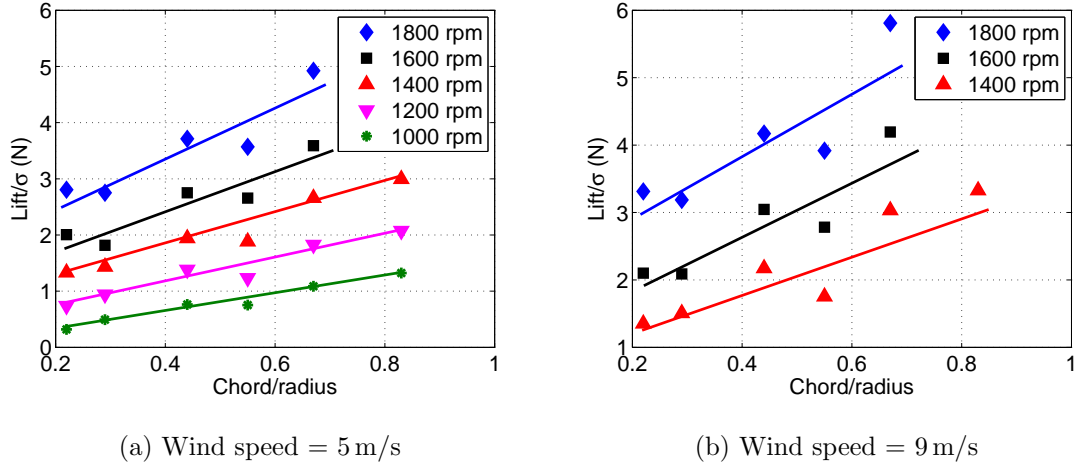 1800 rpm
1600 rpm
1400 rpm
1200 rpm
1000 rpm
Lift/σ (N)
6
5
4
3
2
1
0
0.2 0.4 0.6 0.8 1
Chord/radius
(a) Wind speed = 5 m/s
1800 rpm
1600 rpm
1400 rpm
Lift/σ (N)
6
5
4
3
2
1
0.2 0.4 0.6 0.8 1
Chord/radius
(b) Wind speed = 9 m/s